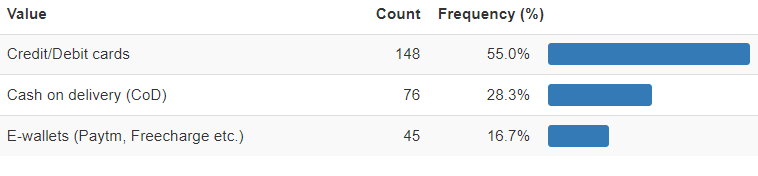 Value Count Frequency (%)
Credit/Debit cards 148 55.0%
Cash on delivery (CoD) 76 28.3%
E-wallets (Paytm, Freecharge etc.) 45 16.7%